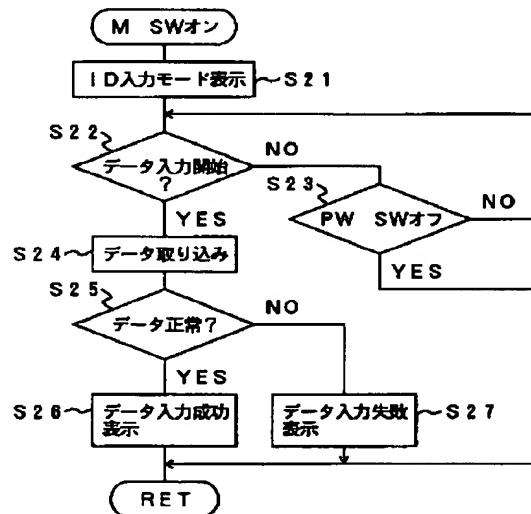 M SWオン
ID入力モード表示
S21
S22
データ入力開始
?
NO
S23
PW SWオフ
NO
YES
YES
S24
データ取り込み
S25
データ正常?
NO
YES
S26
データ入力成功
表示
データ入力失敗
表示
S27
RET